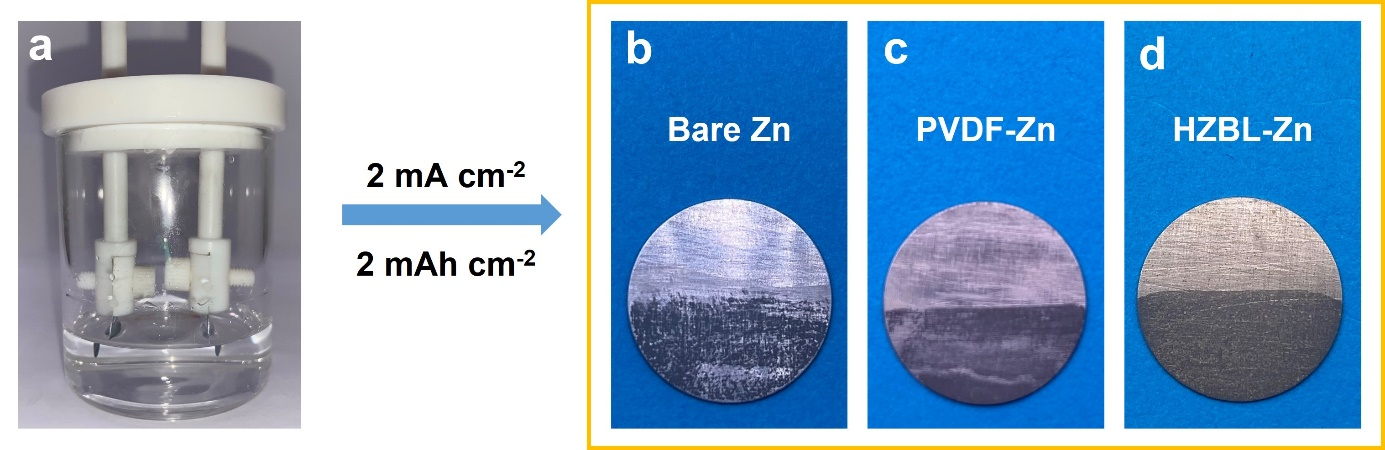 a
2 mA cm⁻²
2 mAh cm⁻²
b
Bare Zn
c
PVDF-Zn
d
HZBL-Zn